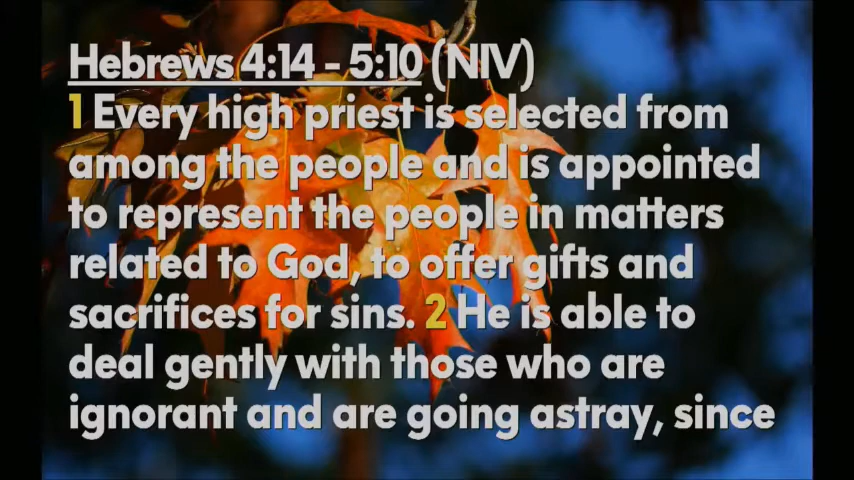 Hebrews 4:14 - 5:10 (NIV)
1 Every high priest is selected from
among the people and is appointed
to represent the people in matters
related to God, to offer gifts and
sacrifices for sins. 2 He is able to
deal gently with those who are
ignorant and are going astray, since